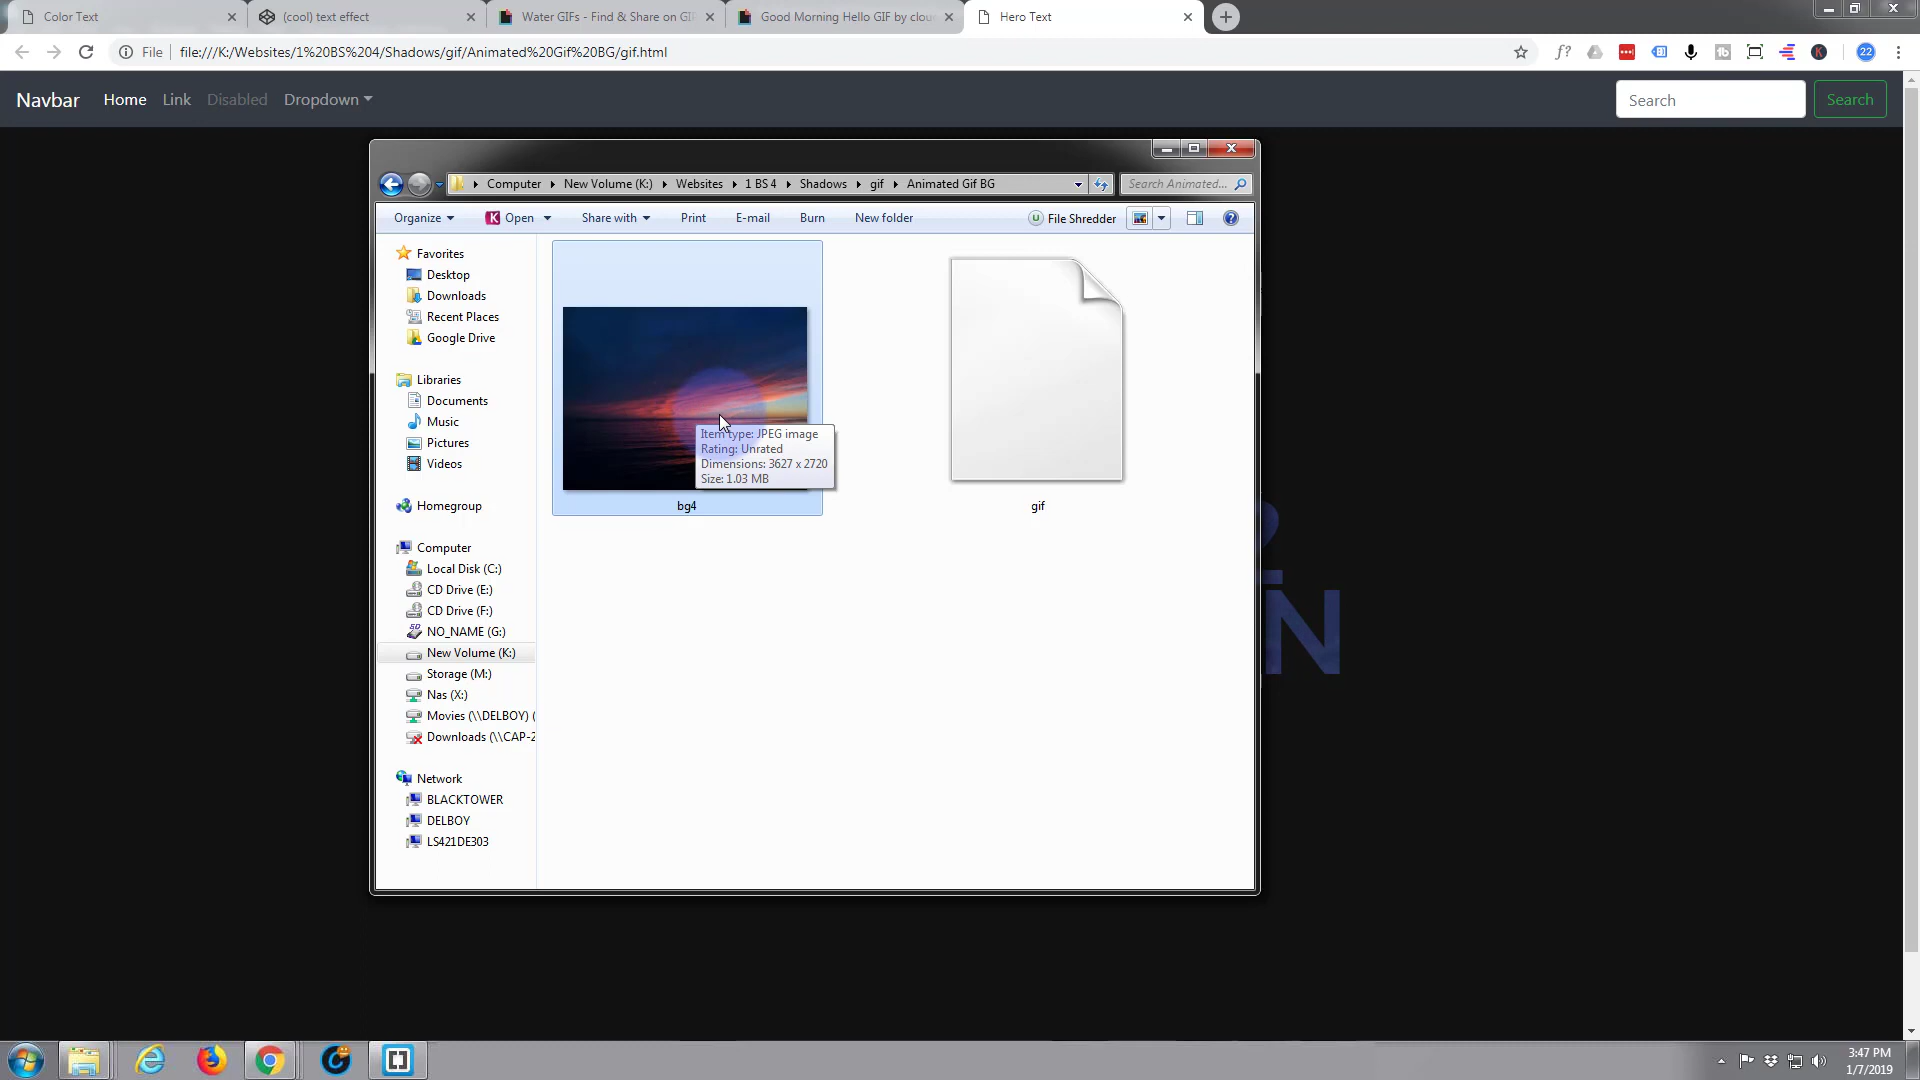 Color Text
(cool) text effect
Water GIFs - Find & Share on GI
Good Morning Hello GIF by clou
Hero Text
File
file:///K:/Websites/1%20BS%204/Shadows/gif/Animated%20Gif%20BG/gif.html
f?
22
Navbar
Home
Link
Disabled
Dropdown
Search
Search
Computer
New Volume (K:)
Websites
1 BS 4
Shadows
gif
Animated Gif BG
Search Animated...
Organize
Open
Share with
Print
E-mail
Burn
New folder
File Shredder
Favorites
Desktop
Downloads
Recent Places
Google Drive
Libraries
Documents
Music
Pictures
Videos
Homegroup
Computer
Local Disk (C:)
CD Drive (E:)
CD Drive (F:)
NO_NAME (G:)
New Volume (K:)
Storage (M:)
Nas (X:)
Movies (\\DELBOY) (
Downloads (\\CAP-2
Network
BLACKTOWER
DELBOY
LS421DE303
Item type: JPEG image
Rating: Unrated
Dimensions: 3627 x 2720
Size: 1.03 MB
bg4
gif
N
3:47 PM
1/7/2019